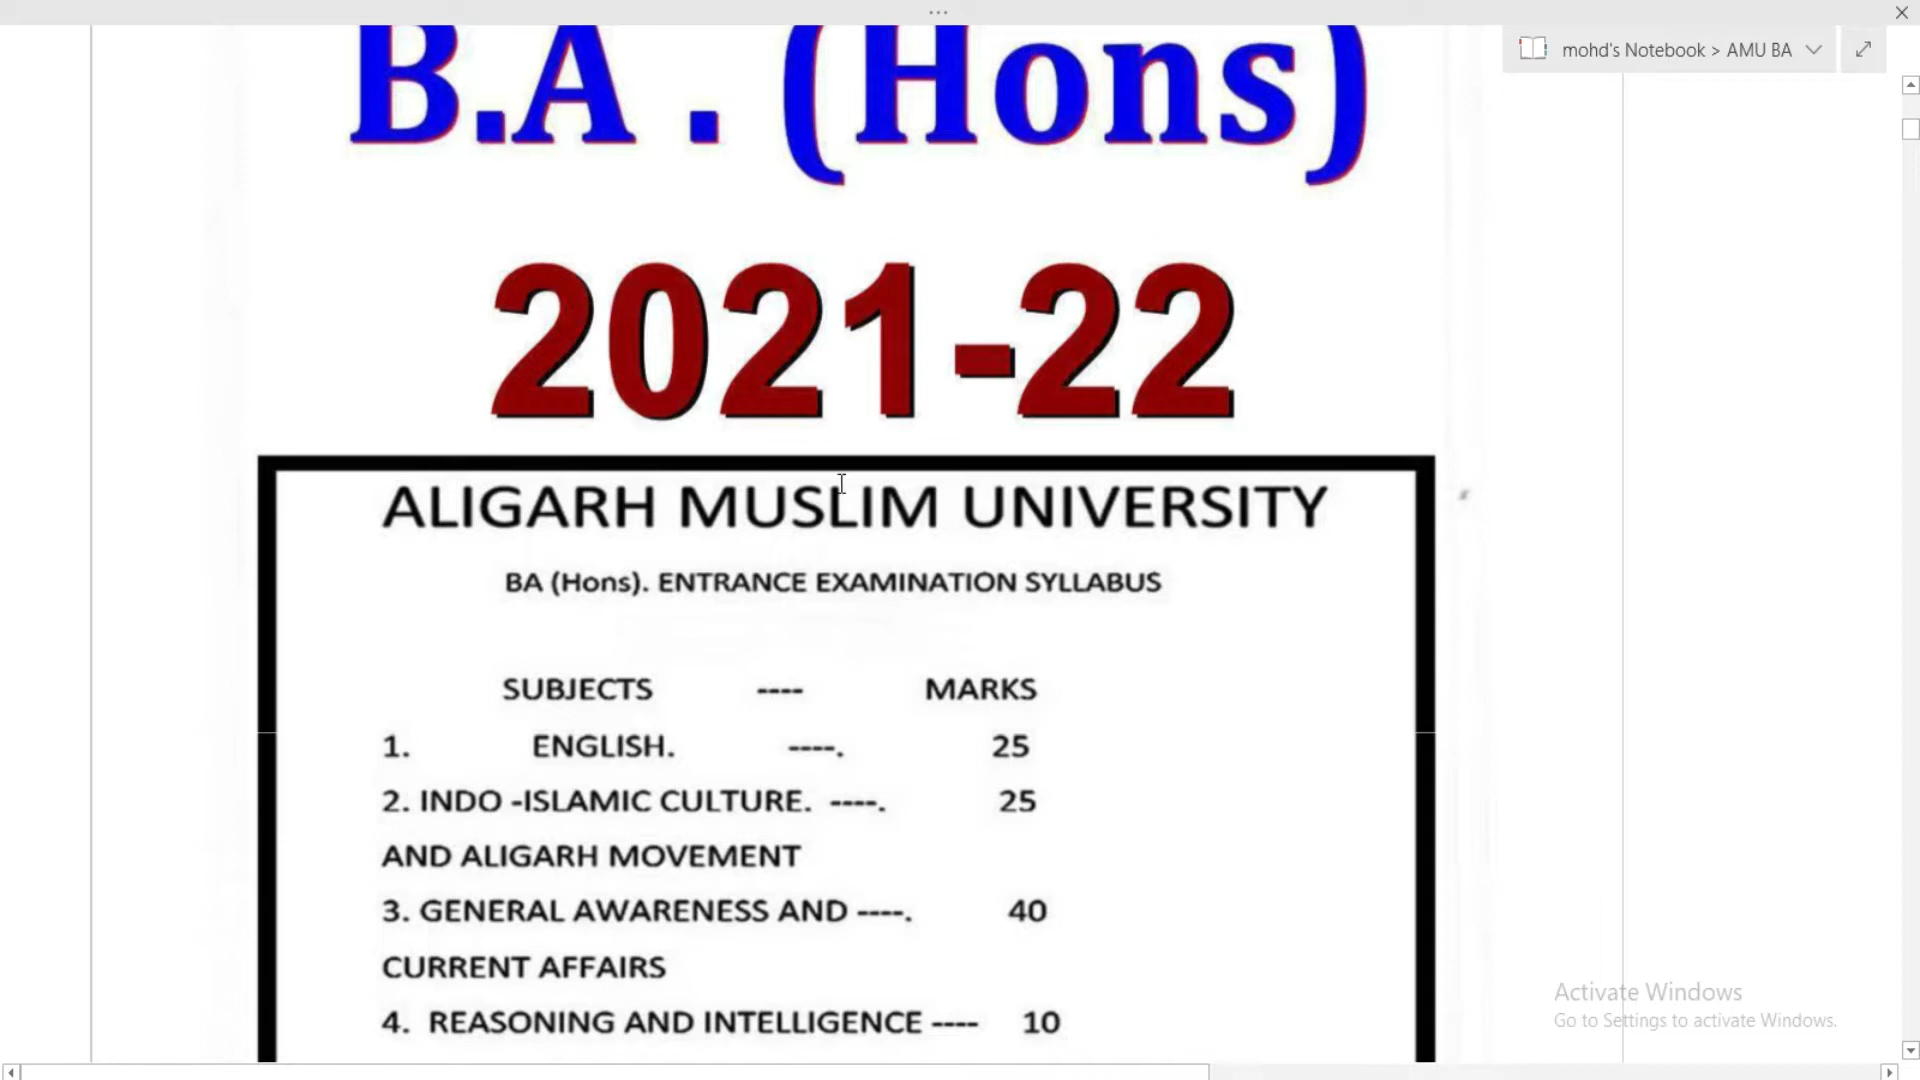 ...
mohd's Notebook > AMU BA
B.A . (Hons)
2021-22
ALIGARH MUSLIM UNIVERSITY
BA (Hons). ENTRANCE EXAMINATION SYLLABUS
SUBJECTS ---- MARKS
1. ENGLISH. ----. 25
2. INDO -ISLAMIC CULTURE. ----. 25
AND ALIGARH MOVEMENT
3. GENERAL AWARENESS AND ----. 40
CURRENT AFFAIRS
4. REASONING AND INTELLIGENCE ---- 10
Activate Windows
Go to Settings to activate Windows.